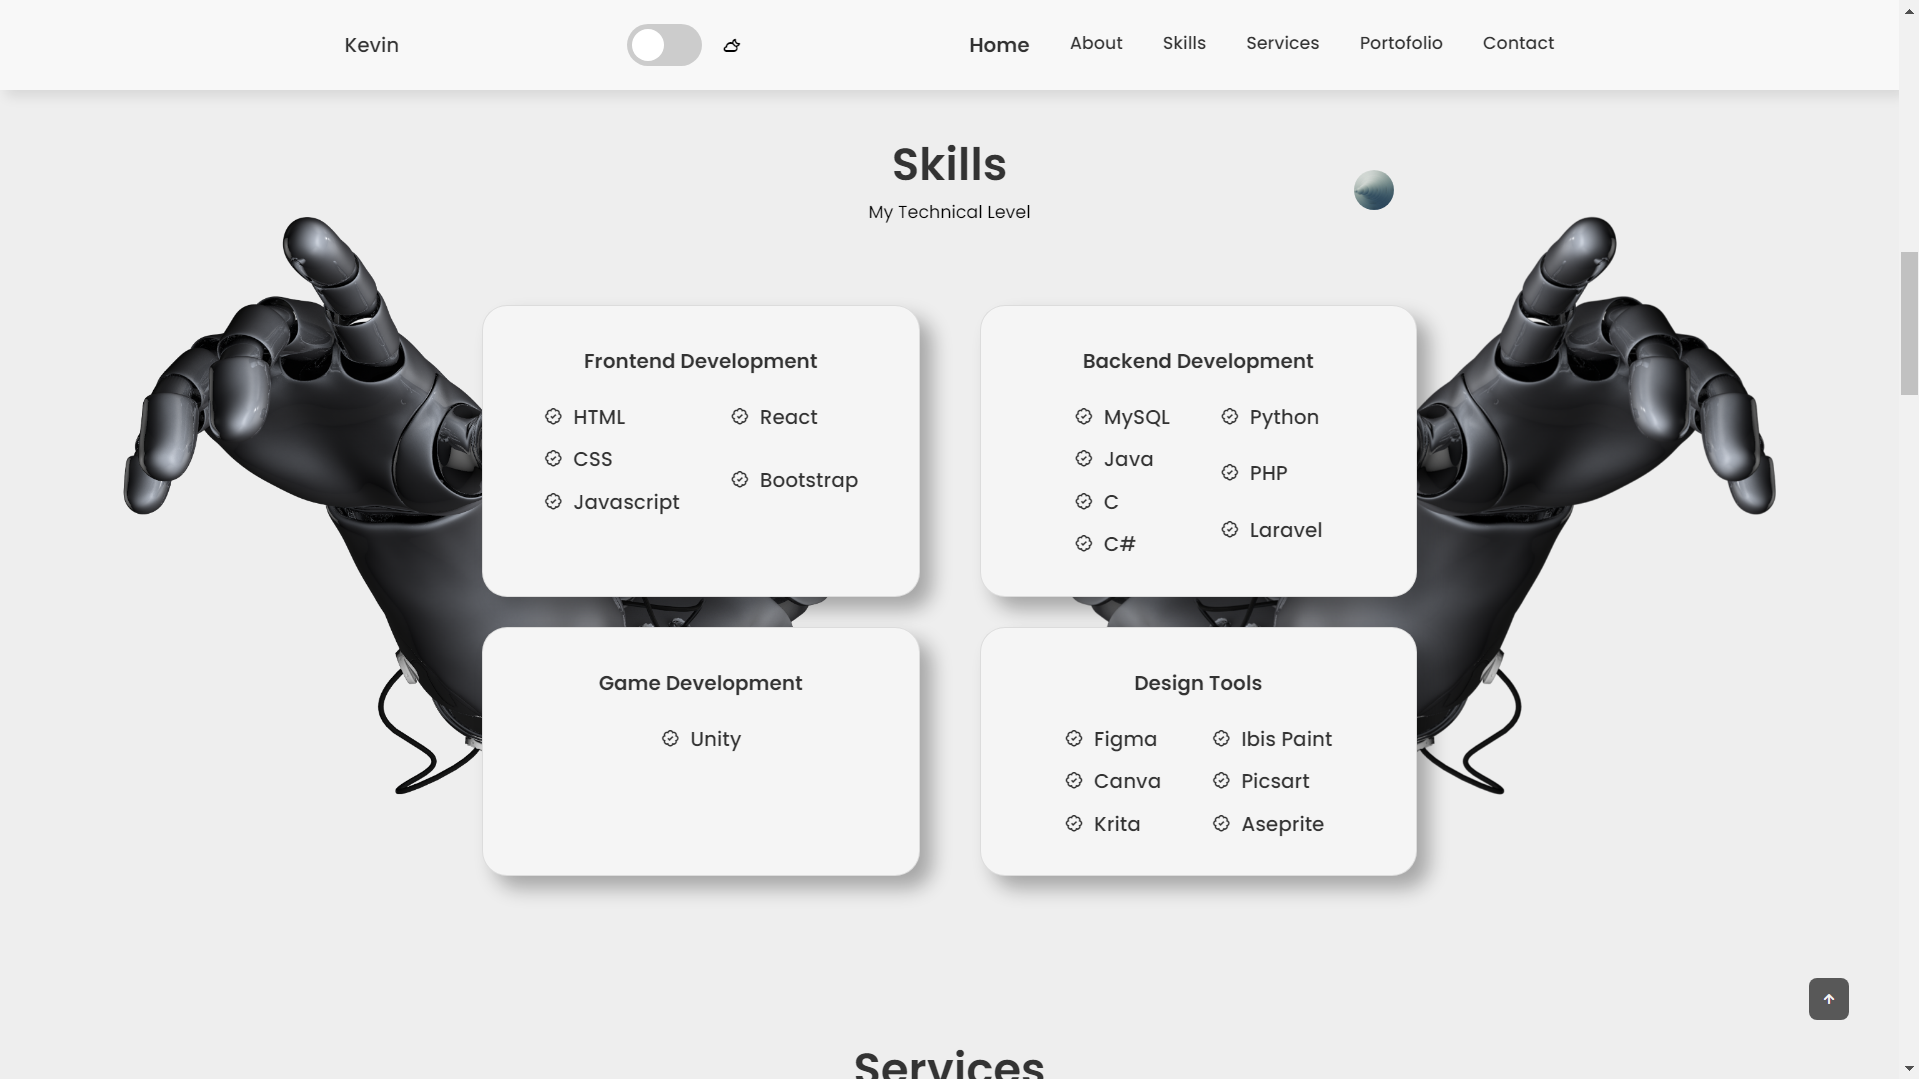 Kevin
Home About Skills Services Portofolio Contact
Skills
My Technical Level
Frontend Development
HTML
CSS
Javascript
React
Bootstrap
Backend Development
MySQL
Java
C
C#
Python
PHP
Laravel
Game Development
Unity
Design Tools
Figma
Canva
Krita
Ibis Paint
Picsart
Aseprite
Services